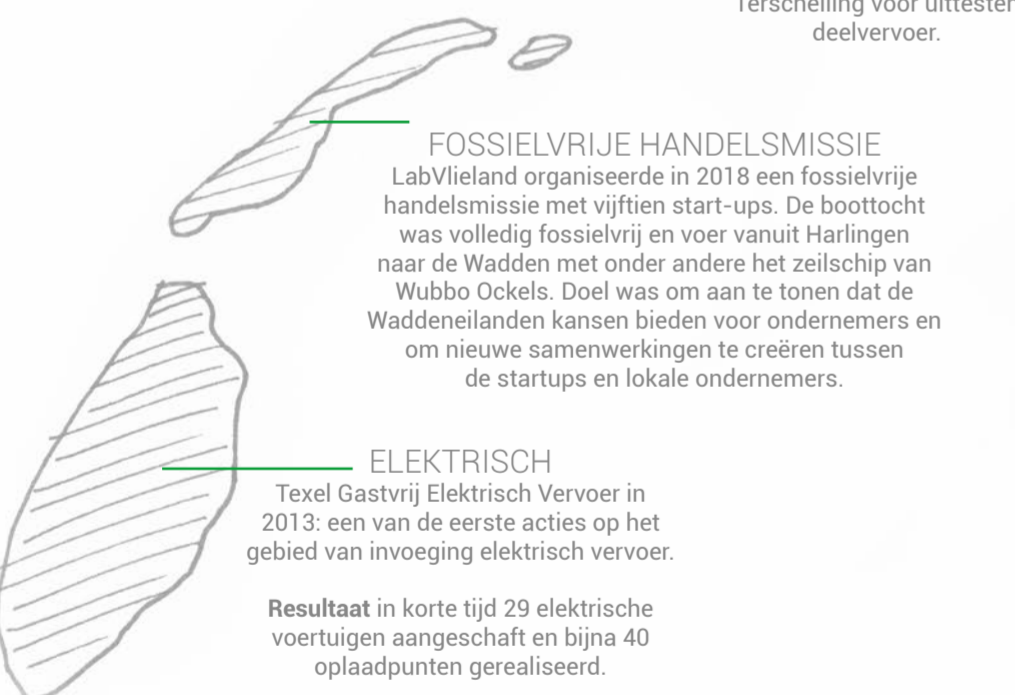 Terschelling voor uittesten
deelvervoer.
FOSSIELVRIJE HANDELSMISSIE
LabVlieland organiseerde in 2018 een fossielvrije
handelsmissie met vijftien start-ups. De boottocht
was volledig fossielvrij en voer vanuit Harlingen
naar de Wadden met onder andere het zeilschip van
Wubbo Ockels. Doel was om aan te tonen dat de
Waddeneilanden kansen bieden voor ondernemers en
om nieuwe samenwerkingen te creëren tussen
de startups en lokale ondernemers.
ELEKTRISCH
Texel Gastvrij Elektrisch Vervoer in
2013: een van de eerste acties op het
gebied van invoeging elektrisch vervoer.
Resultaat in korte tijd 29 elektrische
voertuigen aangeschaft en bijna 40
oplaadpunten gerealiseerd.